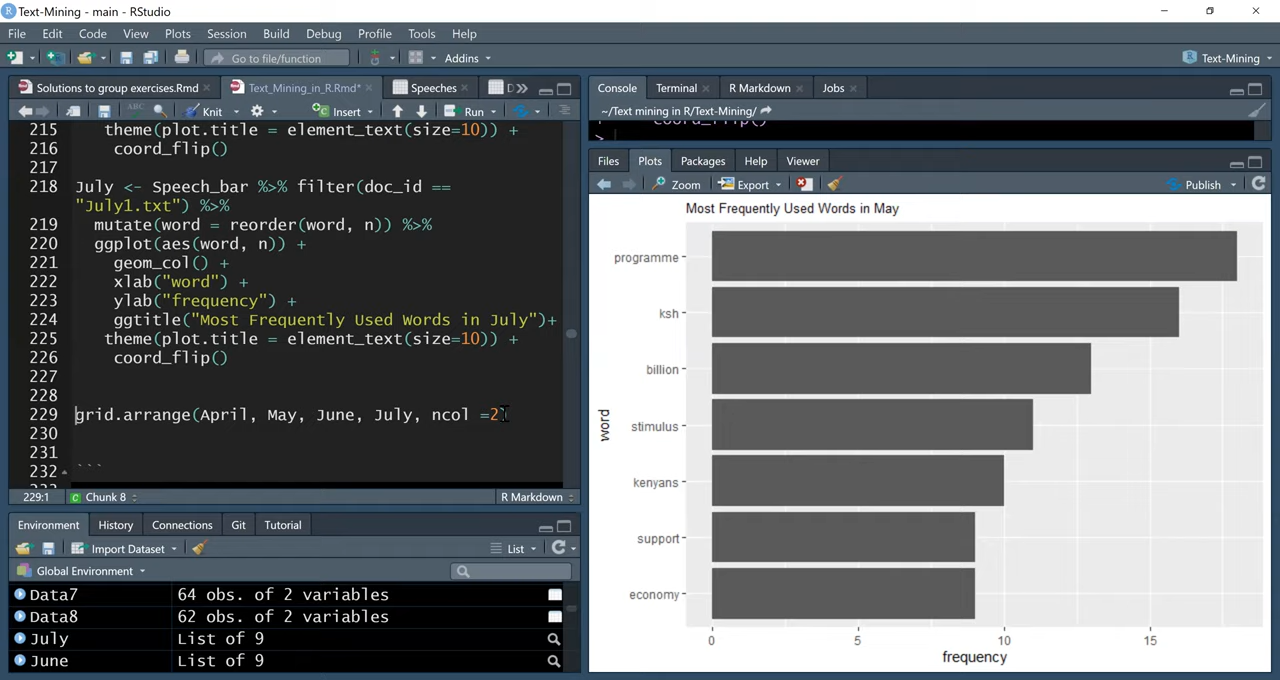 Text-Mining - main - RStudio
File Edit Code View Plots Session Build Debug Profile Tools Help
Go to file/function Addins Text-Mining
Solutions to group exercises.Rmd Text_Mining_in_R.Rmd* Speeches D
Knit Insert Run
215 theme(plot.title = element_text(size=10)) +
216 coord_flip()
217
218 July <- Speech_bar %>% filter(doc_id ==
"July1.txt") %>%
219 mutate(word = reorder(word, n)) %>%
220 ggplot(aes(word, n)) +
221 geom_col() +
222 xlab("word") +
223 ylab("frequency") +
224 ggtitle("Most Frequently Used Words in July")+
225 theme(plot.title = element_text(size=10)) +
226 coord_flip()
227
228
229 grid.arrange(April, May, June, July, ncol =2)
230
231
232 ```
229:1 Chunk 8 R Markdown
Environment History Connections Git Tutorial
Import Dataset List
Global Environment
Data7 64 obs. of 2 variables
Data8 62 obs. of 2 variables
July List of 9
June List of 9
Console Terminal R Markdown Jobs
~/Text mining in R/Text-Mining/
+ coord_flip()
>
Files Plots Packages Help Viewer
Zoom Export Publish
Most Frequently Used Words in May
programme
ksh
billion
stimulus
kenyans
support
economy
word
0 5 10 15
frequency